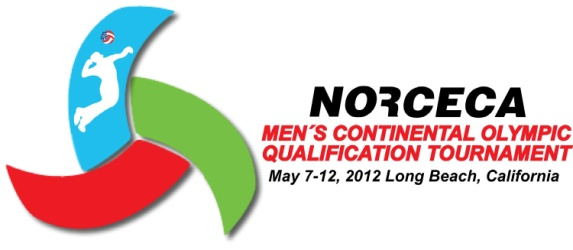 NORCECA
MEN´S CONTINENTAL OLYMPIC
QUALIFICATION TOURNAMENT
May 7-12, 2012 Long Beach, California